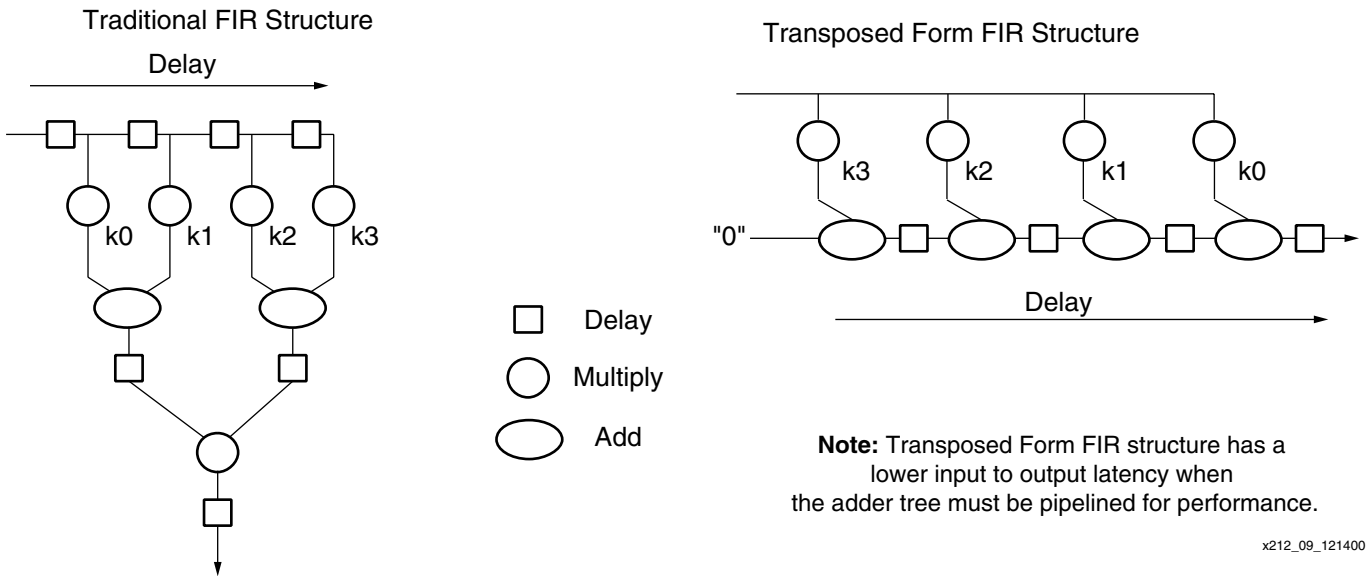 Traditional FIR Structure
Delay
k0
k1
k2
k3
Transposed Form FIR Structure
k3
k2
k1
k0
"0"
Delay
Delay
Multiply
Add
Note: Transposed Form FIR structure has a
lower input to output latency when
the adder tree must be pipelined for performance.
x212_09_121400